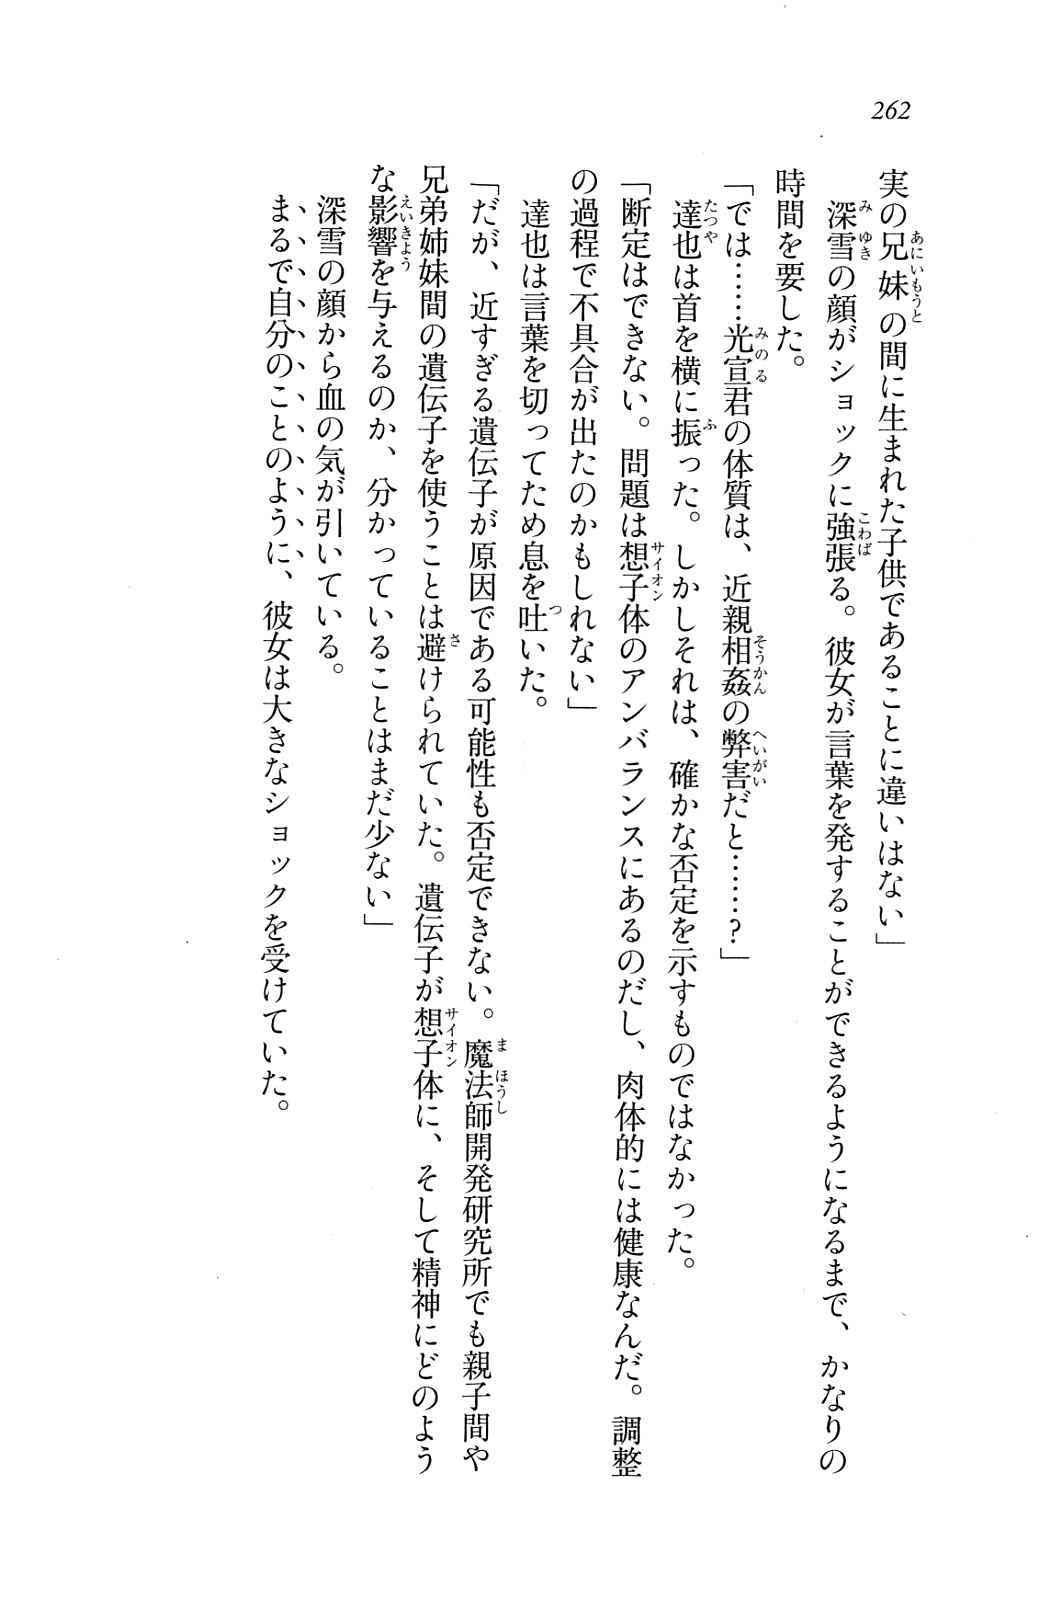 262
実の兄妹の間に生まれた子供であることに違いはない」
深雪の顔がショックに強張る。彼女が言葉を発することができるようになるまで、かなりの
時間を要した。
「では……光宣君の体質は、近親相姦の弊害だと……？」
達也は首を横に振った。しかしそれは、確かな否定を示すものではなかった。
「断定はできない。問題は想子体のアンバランスにあるのだし、肉体的には健康なんだ。調整
の過程で不具合が出たのかもしれない」
達也は言葉を切ってため息を吐いた。
「だが、近すぎる遺伝子が原因である可能性も否定できない。魔法師開発研究所でも親子間や
兄弟姉妹間の遺伝子を使うことは避けられていた。遺伝子が想子体に、そして精神にどのよう
な影響を与えるのか、分かっていることはまだ少ない」
深雪の顔から血の気が引いている。
まるで自分のことのように、彼女は大きなショックを受けていた。